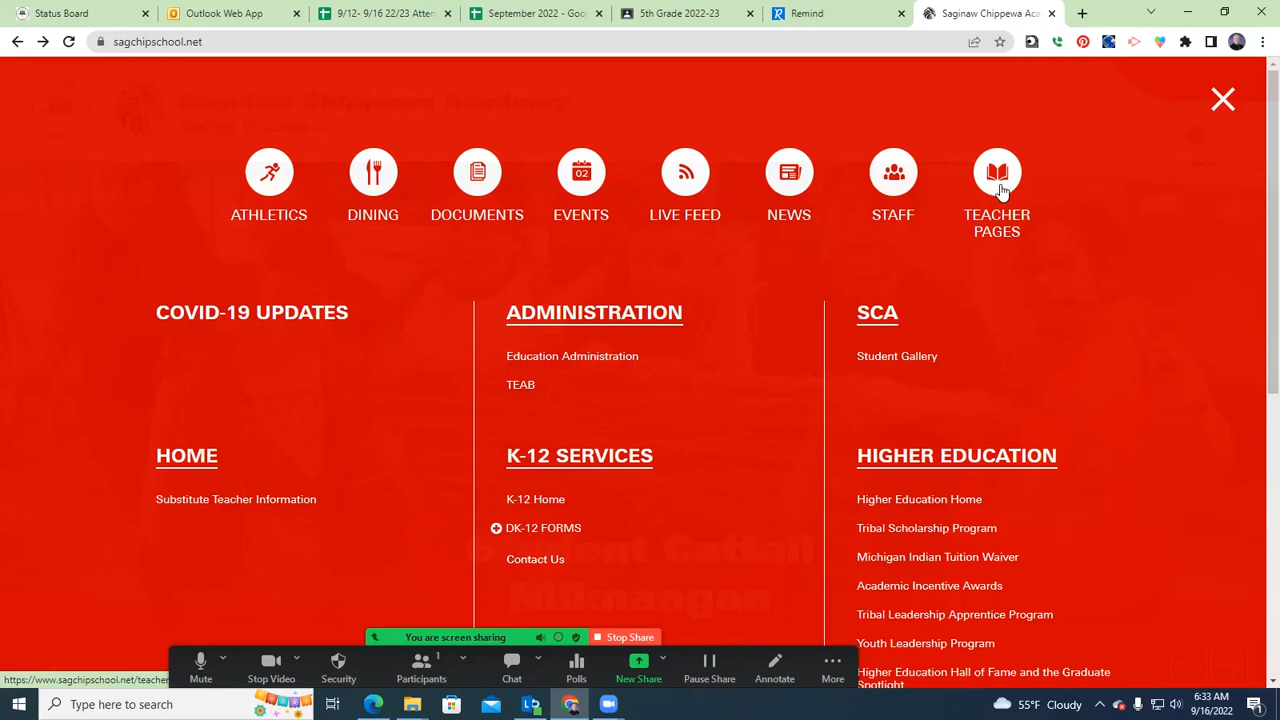 Status Board
Outlook Web App
9/12- 9/16 22/23 Atten
September 2022 - Goo
5th Grade 2022-23
Remind
Saginaw Chippewa Aca
sagchipschool.net
Saginaw Chippewa Academy
ATHLETICS
DINING
DOCUMENTS
02
EVENTS
LIVE FEED
NEWS
STAFF
TEACHER
PAGES
COVID-19 UPDATES
ADMINISTRATION
Education Administration
TEAB
SCA
Student Gallery
HOME
Substitute Teacher Information
K-12 SERVICES
K-12 Home
DK-12 FORMS
Contact Us
HIGHER EDUCATION
Higher Education Home
Tribal Scholarship Program
Michigan Indian Tuition Waiver
Academic Incentive Awards
Tribal Leadership Apprentice Program
Youth Leadership Program
Higher Education Hall of Fame and the Graduate
Spotlight
You are screen sharing
Stop Share
Mute
Stop Video
Security
1
Participants
Chat
Polls
New Share
Pause Share
Annotate
More
https://www.sagchipschool.net/teacher
Type here to search
55°F Cloudy
6:33 AM
9/16/2022